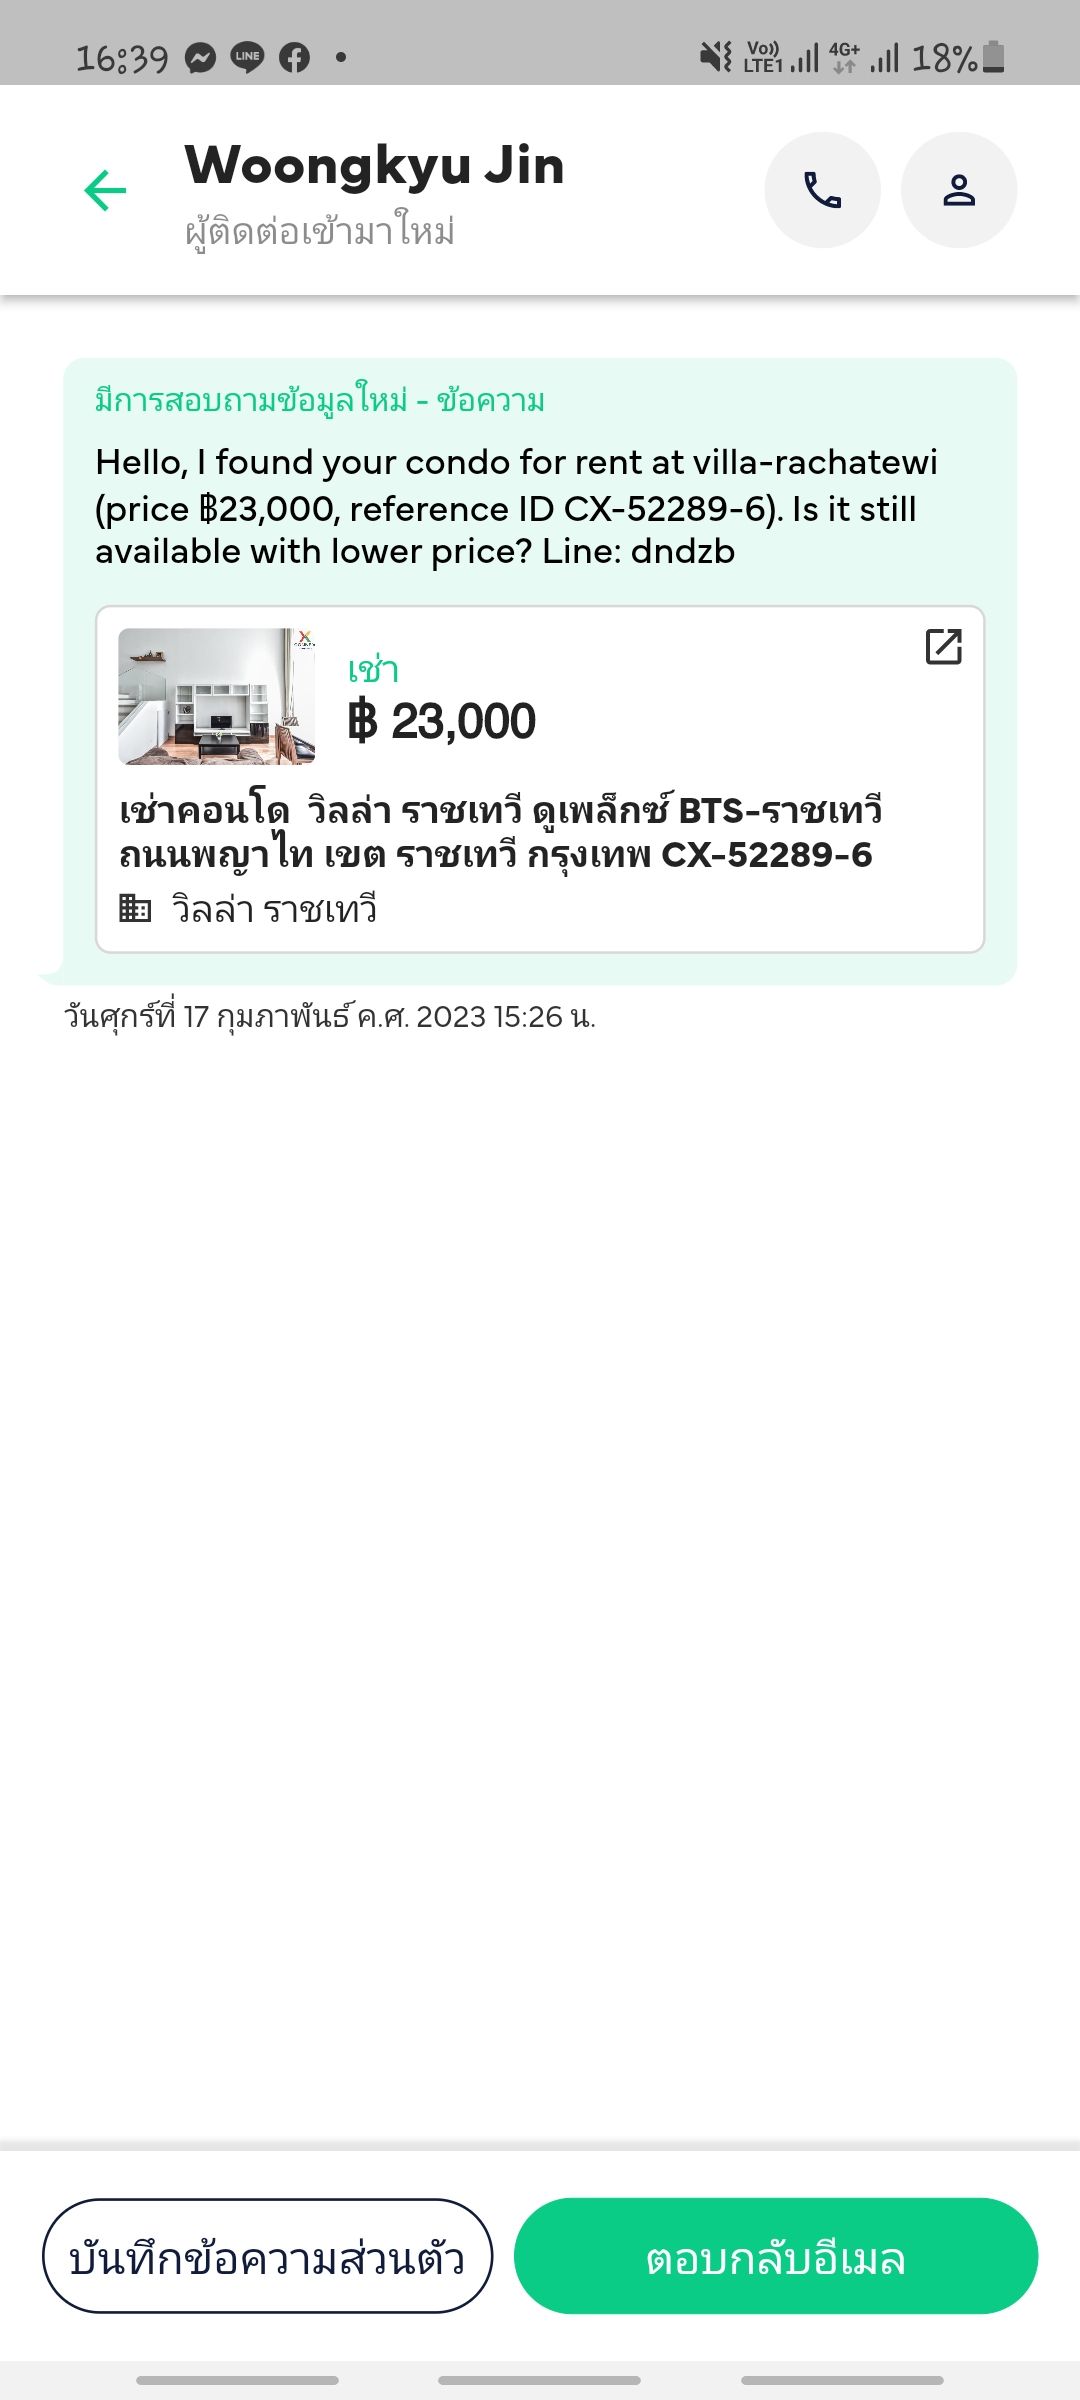 16:39 LINE Vo)) LTE1 4G+ 18%
Woongkyu Jin
ผู้ติดต่อเข้ามาใหม่
มีการสอบถามข้อมูลใหม่ - ข้อความ
Hello, I found your condo for rent at villa-rachatewi
(price ฿23,000, reference ID CX-52289-6). Is it still
available with lower price? Line: dndzb
เช่า
฿ 23,000
เช่าคอนโด วิลล่า ราชเทวี ดูเพล็กซ์ BTS-ราชเทวี
ถนนพญาไท เขต ราชเทวี กรุงเทพ CX-52289-6
วิลล่า ราชเทวี
วันศุกร์ที่ 17 กุมภาพันธ์ ค.ศ. 2023 15:26 น.
บันทึกข้อความส่วนตัว
ตอบกลับอีเมล